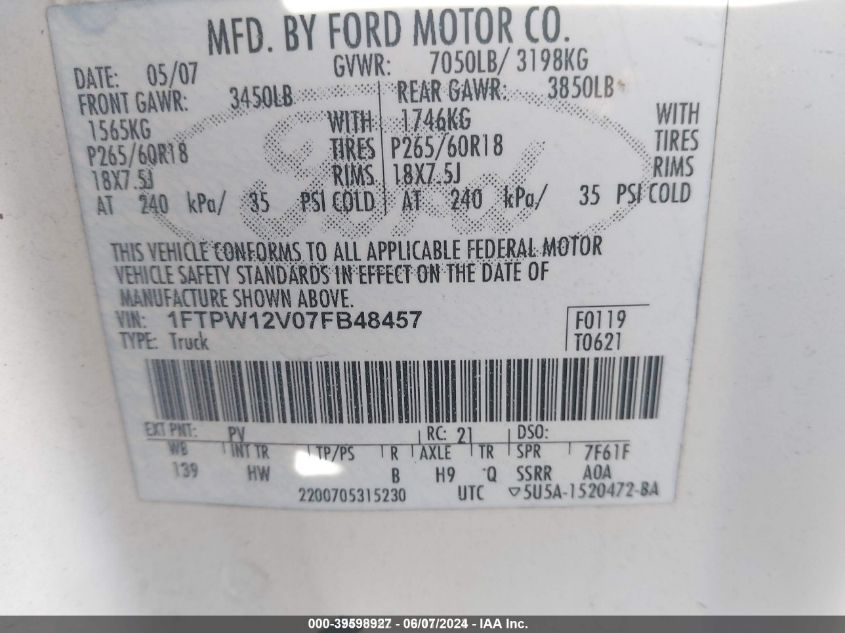 MFD. BY FORD MOTOR CO.
DATE: 05/07 GVWR: 7050LB/ 3198KG
FRONT GAWR: 3450LB REAR GAWR: 3850LB
1565KG WITH 1746KG WITH
P265/60R18 TIRES P265/60R18 TIRES
18X7.5J RIMS 18X7.5J RIMS
AT 240 kPa/ 35 PSI COLD AT 240 kPa/ 35 PSI COLD
Ford
THIS VEHICLE CONFORMS TO ALL APPLICABLE FEDERAL MOTOR
VEHICLE SAFETY STANDARDS IN EFFECT ON THE DATE OF
MANUFACTURE SHOWN ABOVE.
VIN: 1FTPW12V07FB48457 F0119
TYPE: Truck T0621
EXT PNT: PV RC: 21 DSO:
WB INT TR TP/PS R AXLE TR SPR 7F61F
139 HW B H9 Q SSRR A0A
2200705315230 UTC ▽5U5A-1520472-BA
000-39598927 - 06/07/2024 - IAA Inc.